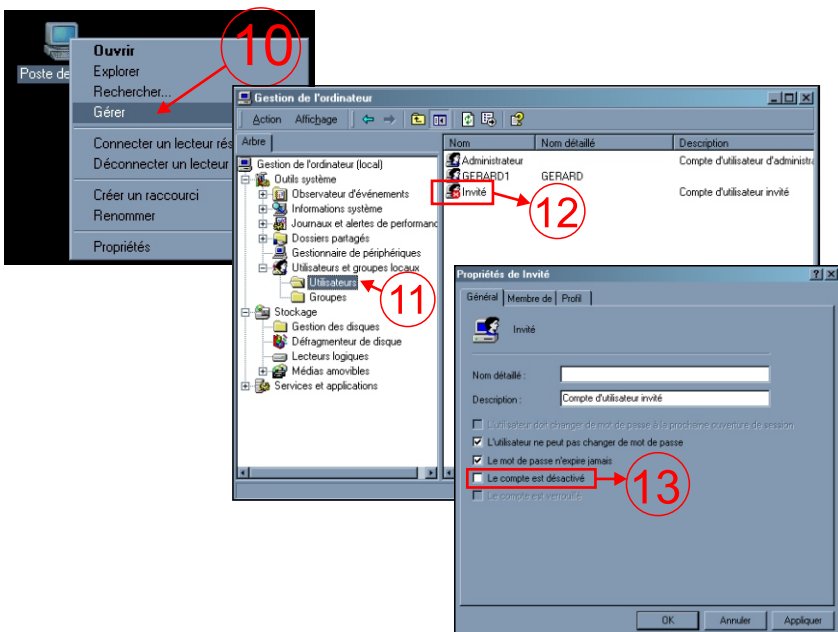 10
Poste de
Ouvrir
Explorer
Rechercher...
Gérer
Connecter un lecteur rés
Déconnecter un lecteur
Créer un raccourci
Renommer
Propriétés
Gestion de l'ordinateur
Action Affichage
Arbre
Gestion de l'ordinateur (local)
Outils système
Observateur d'événements
Informations système
Journaux et alertes de performanc
Dossiers partagés
Gestionnaire de périphériques
Utilisateurs et groupes locaux
Utilisateurs
Groupes
Stockage
Gestion des disques
Défragmenteur de disque
Lecteurs logiques
Médias amovibles
Services et applications
11
Nom Nom détaillé Description
Administrateur Compte d'utilisateur d'administra
GERARD1 GERARD
Invité Compte d'utilisateur invité
12
Propriétés de Invité
Général Membre de Profil
Invité
Nom détaillé :
Description : Compte d'utilisateur invité
L'utilisateur doit changer de mot de passe à la prochaine ouverture de session
L'utilisateur ne peut pas changer de mot de passe
Le mot de passe n'expire jamais
Le compte est désactivé
13
Le compte est verrouillé
OK Annuler Appliquer